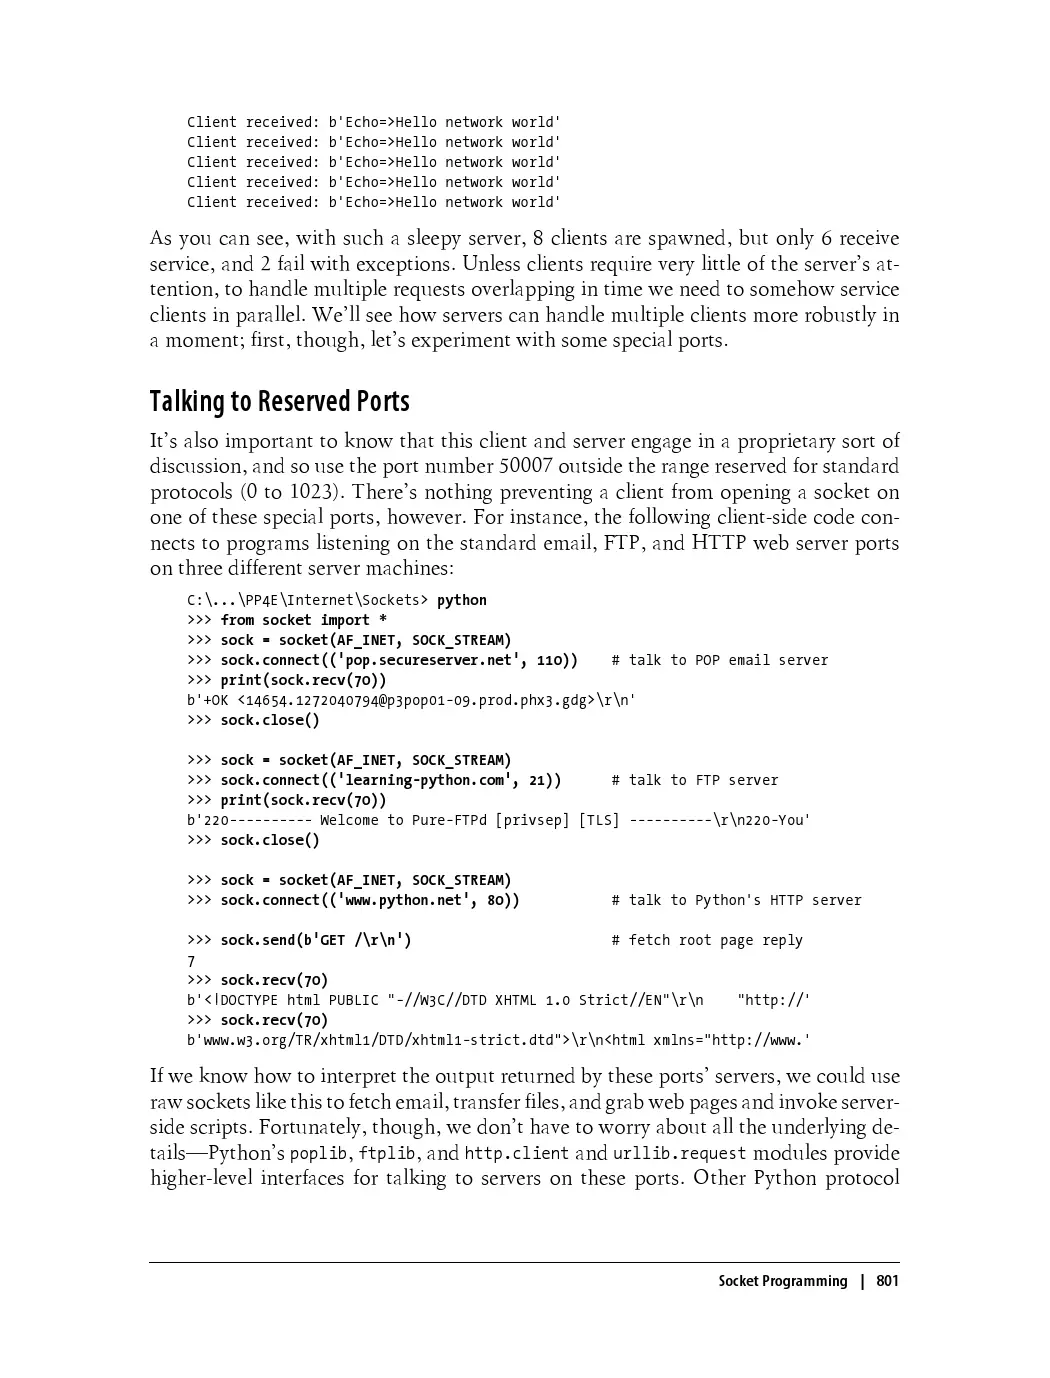 Client received: b'Echo=>Hello network world'
Client received: b'Echo=>Hello network world'
Client received: b'Echo=>Hello network world'
Client received: b'Echo=>Hello network world'
Client received: b'Echo=>Hello network world'
As you can see, with such a sleepy server, 8 clients are spawned, but only 6 receive
service, and 2 fail with exceptions. Unless clients require very little of the server’s at-
tention, to handle multiple requests overlapping in time we need to somehow service
clients in parallel. We’ll see how servers can handle multiple clients more robustly in
a moment; first, though, let’s experiment with some special ports.
Talking to Reserved Ports
It’s also important to know that this client and server engage in a proprietary sort of
discussion, and so use the port number 50007 outside the range reserved for standard
protocols (0 to 1023). There’s nothing preventing a client from opening a socket on
one of these special ports, however. For instance, the following client-side code con-
nects to programs listening on the standard email, FTP, and HTTP web server ports
on three different server machines:
C:\...\PP4E\Internet\Sockets> python
>>> from socket import *
>>> sock = socket(AF_INET, SOCK_STREAM)
>>> sock.connect(('pop.secureserver.net', 110))    # talk to POP email server
>>> print(sock.recv(70))
b'+OK <14654.1272040794@p3pop01-09.prod.phx3.gdg>\r\n'
>>> sock.close()
>>> sock = socket(AF_INET, SOCK_STREAM)
>>> sock.connect(('learning-python.com', 21))      # talk to FTP server
>>> print(sock.recv(70))
b'220---------- Welcome to Pure-FTPd [privsep] [TLS] ----------\r\n220-You'
>>> sock.close()
>>> sock = socket(AF_INET, SOCK_STREAM)
>>> sock.connect(('www.python.net', 80))           # talk to Python's HTTP server
>>> sock.send(b'GET /\r\n')                        # fetch root page reply
7
>>> sock.recv(70)
b'<!DOCTYPE html PUBLIC "-//W3C//DTD XHTML 1.0 Strict//EN"\r\n    "http://'
>>> sock.recv(70)
b'www.w3.org/TR/xhtml1/DTD/xhtml1-strict.dtd">\r\n<html xmlns="http://www.'
If we know how to interpret the output returned by these ports’ servers, we could use
raw sockets like this to fetch email, transfer files, and grab web pages and invoke server-
side scripts. Fortunately, though, we don’t have to worry about all the underlying de-
tails—Python’s poplib, ftplib, and http.client and urllib.request modules provide
higher-level interfaces for talking to servers on these ports. Other Python protocol
Socket Programming | 801